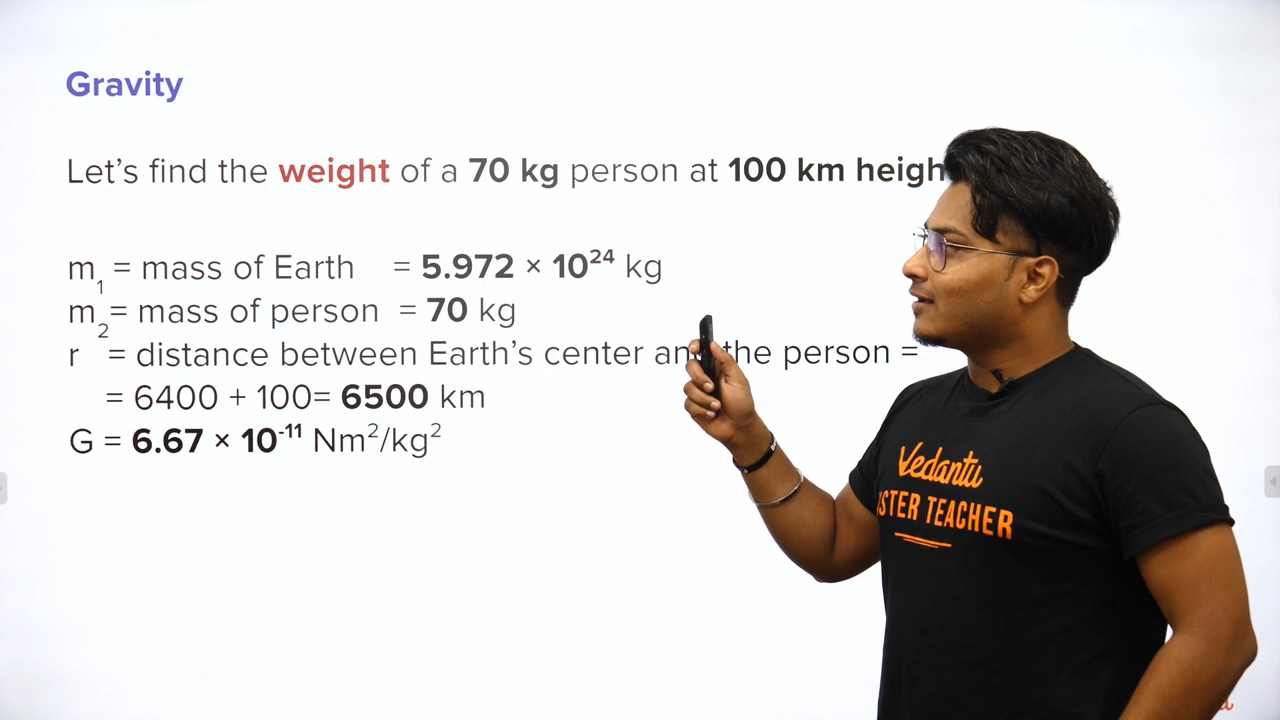 Gravity
Let's find the weight of a 70 kg person at 100 km heigh
m₁ = mass of Earth = 5.972 × 10²⁴ kg
m₂ = mass of person = 70 kg
r = distance between Earth's center an the person =
= 6400 + 100= 6500 km
G = 6.67 × 10⁻¹¹ Nm²/kg²
Vedantu
STER TEACHER